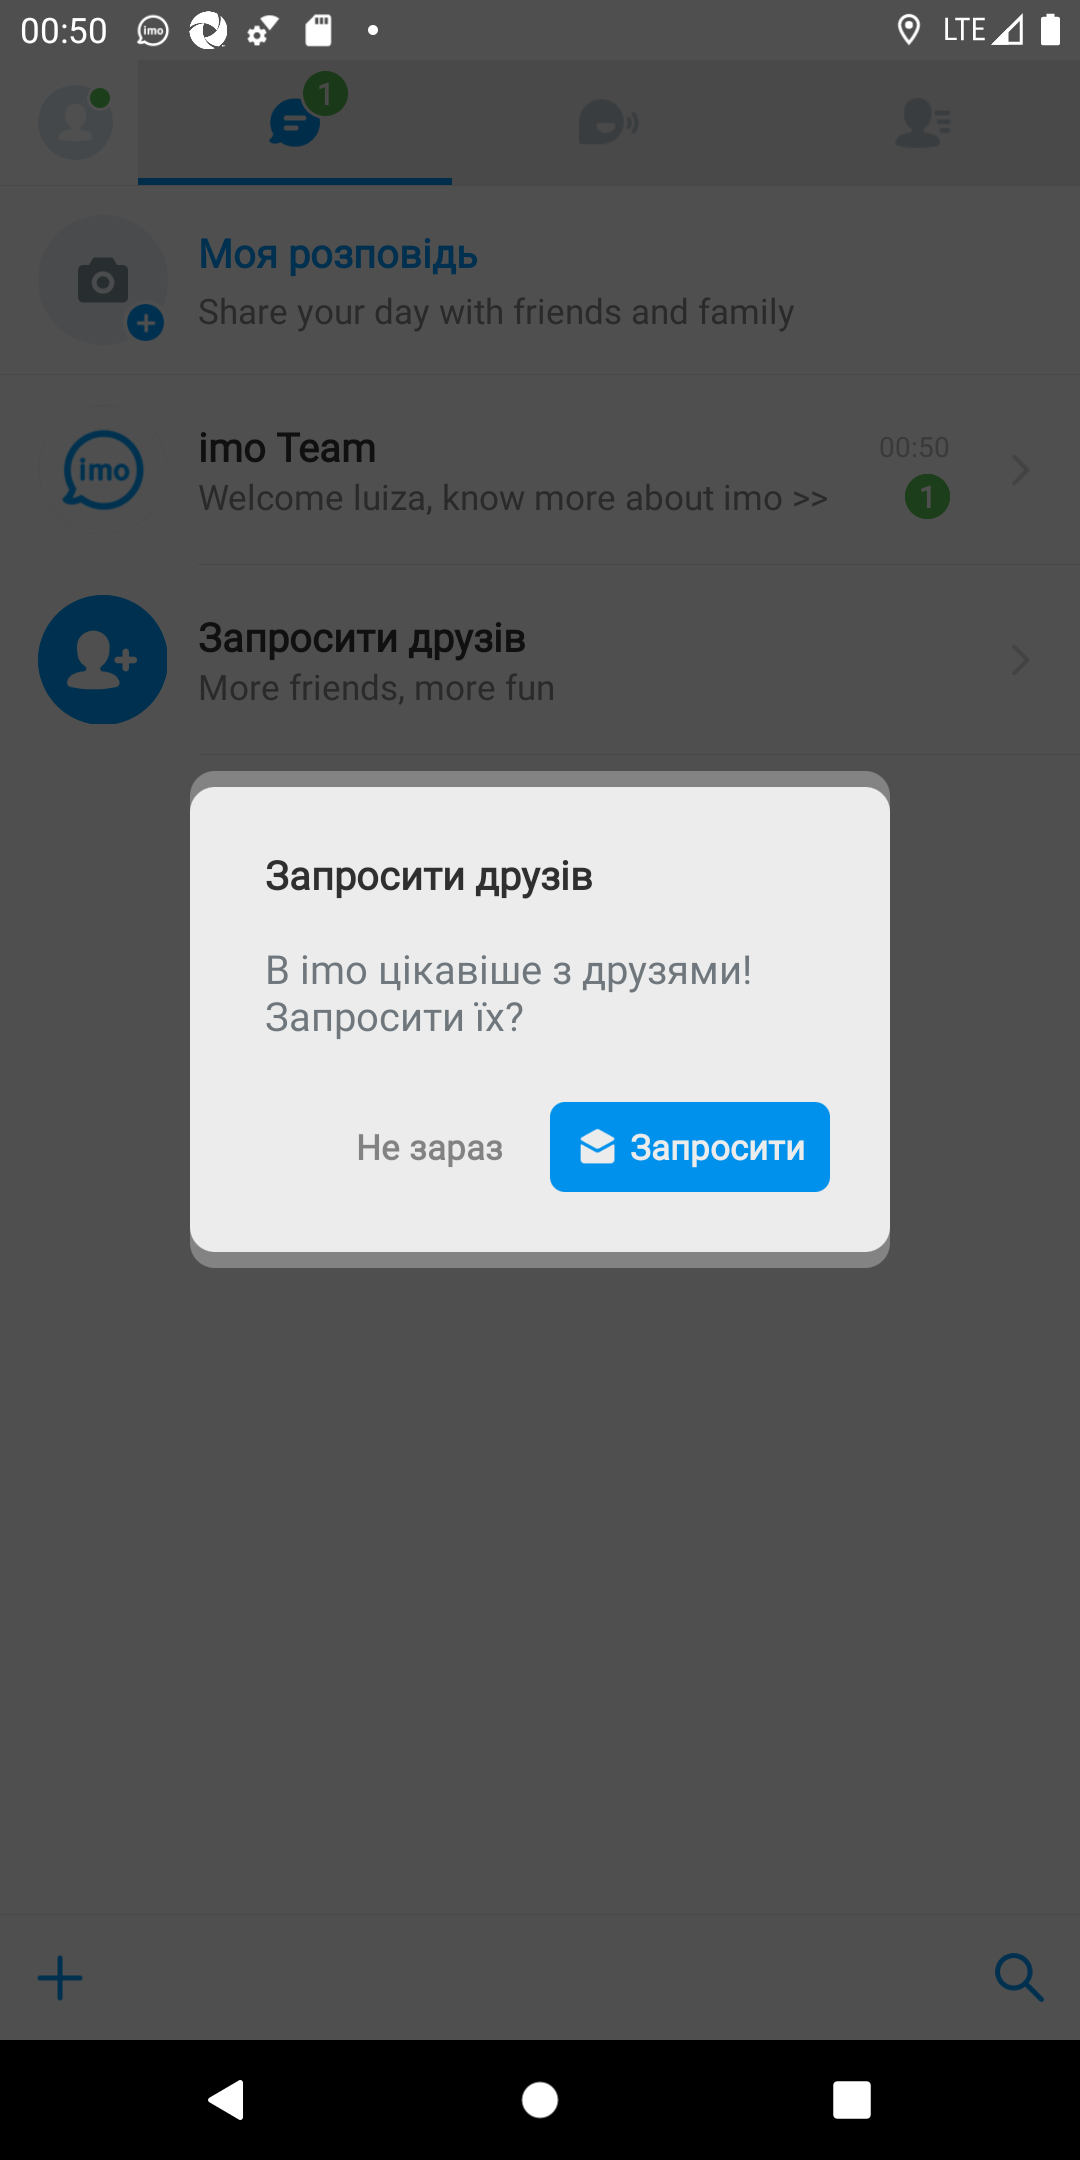 00:50 imo LTE
1
Моя розповідь
Share your day with friends and family
imo
imo Team
00:50
Welcome luiza, know more about imo >>
1
Запросити друзів
More friends, more fun
Запросити друзів
В imo цікавіше з друзями!
Запросити їх?
Не зараз
Запросити